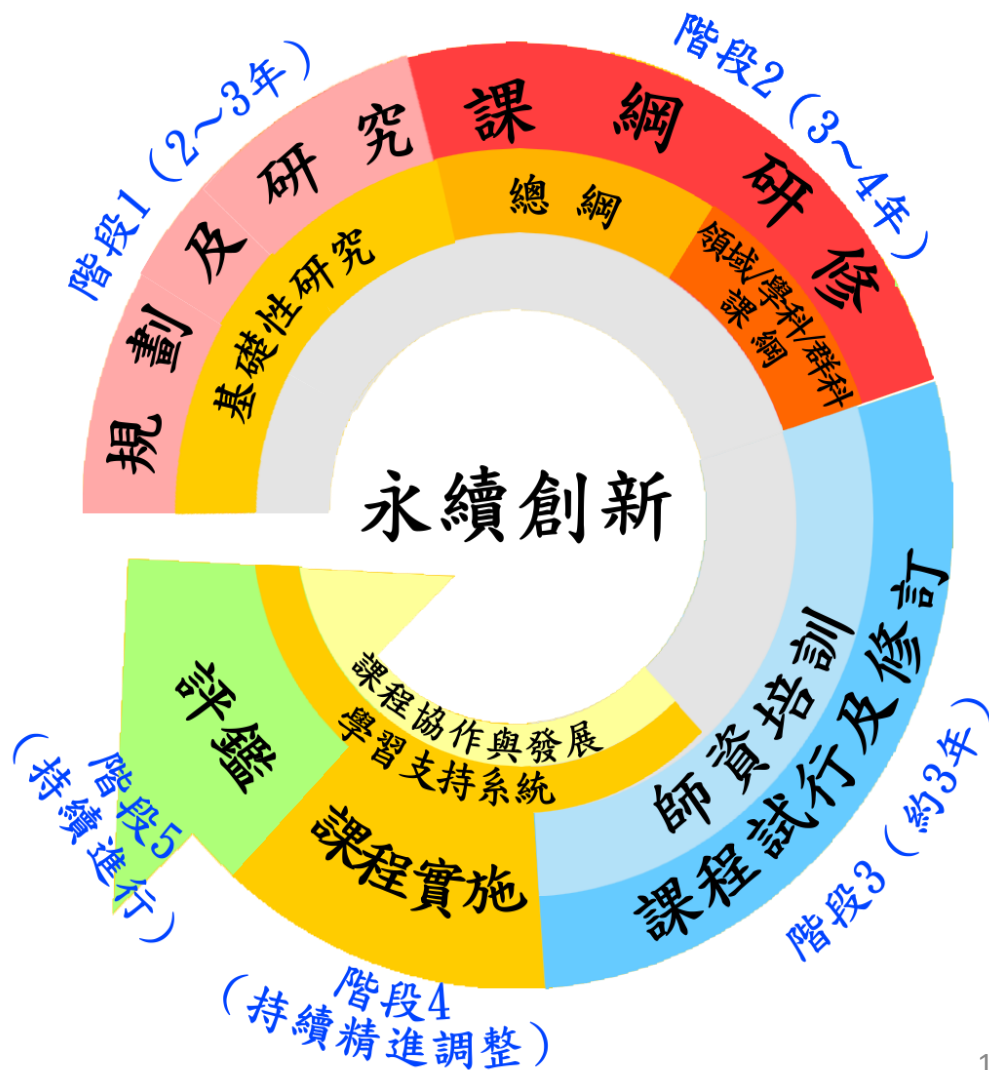 階段1（2～3年）
規劃及研究
基礎性研究
階段2（3～4年）
課綱研修
總綱
領域/學科/群科
課綱
階段3（約3年）
課程試行及修訂
師資培訓
階段4
（持續精進調整）
課程實施
學習支持系統
課程協作與發展
階段5
（持續進行）
評鑑
永續創新
1